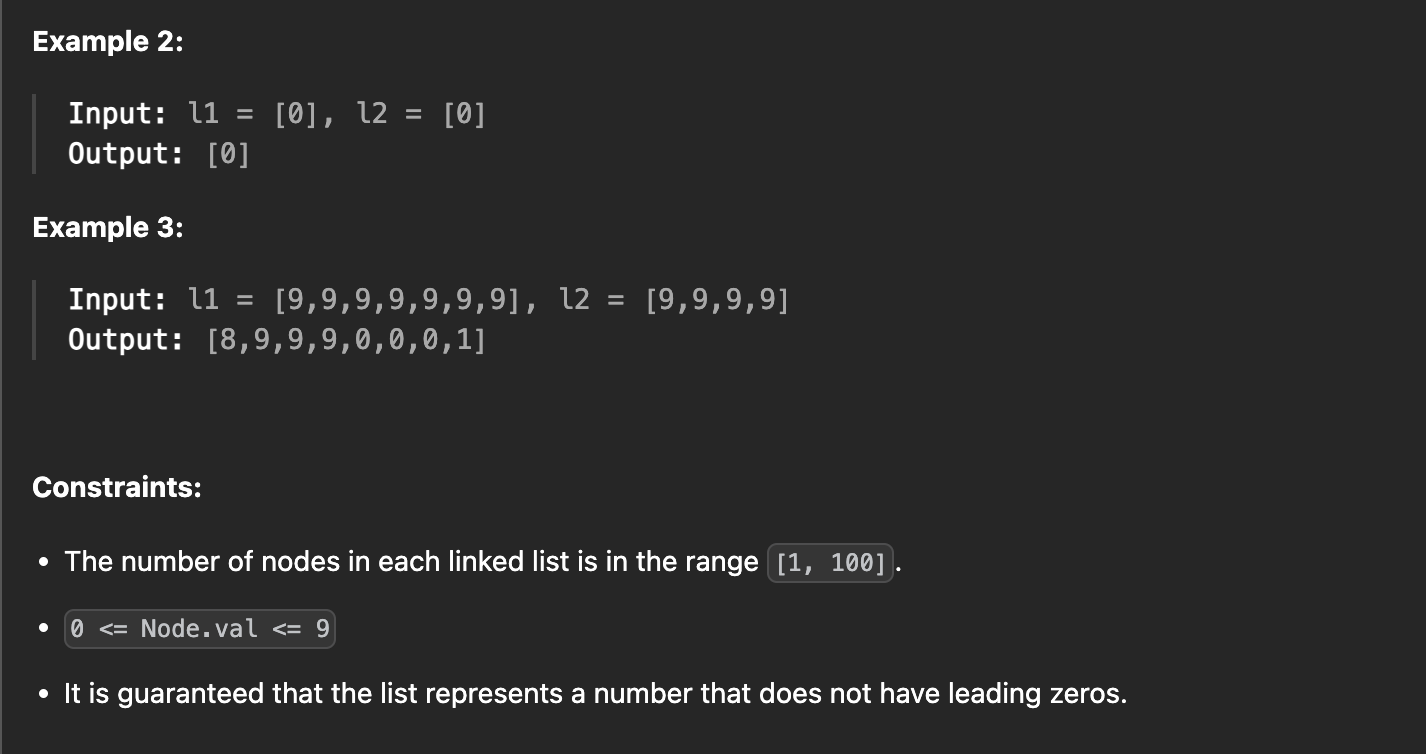 Example 2:
Input: l1 = [0], l2 = [0]
Output: [0]
Example 3:
Input: l1 = [9,9,9,9,9,9,9], l2 = [9,9,9,9]
Output: [8,9,9,9,0,0,0,1]
Constraints:
• The number of nodes in each linked list is in the range [1, 100].
• 0 <= Node.val <= 9
• It is guaranteed that the list represents a number that does not have leading zeros.